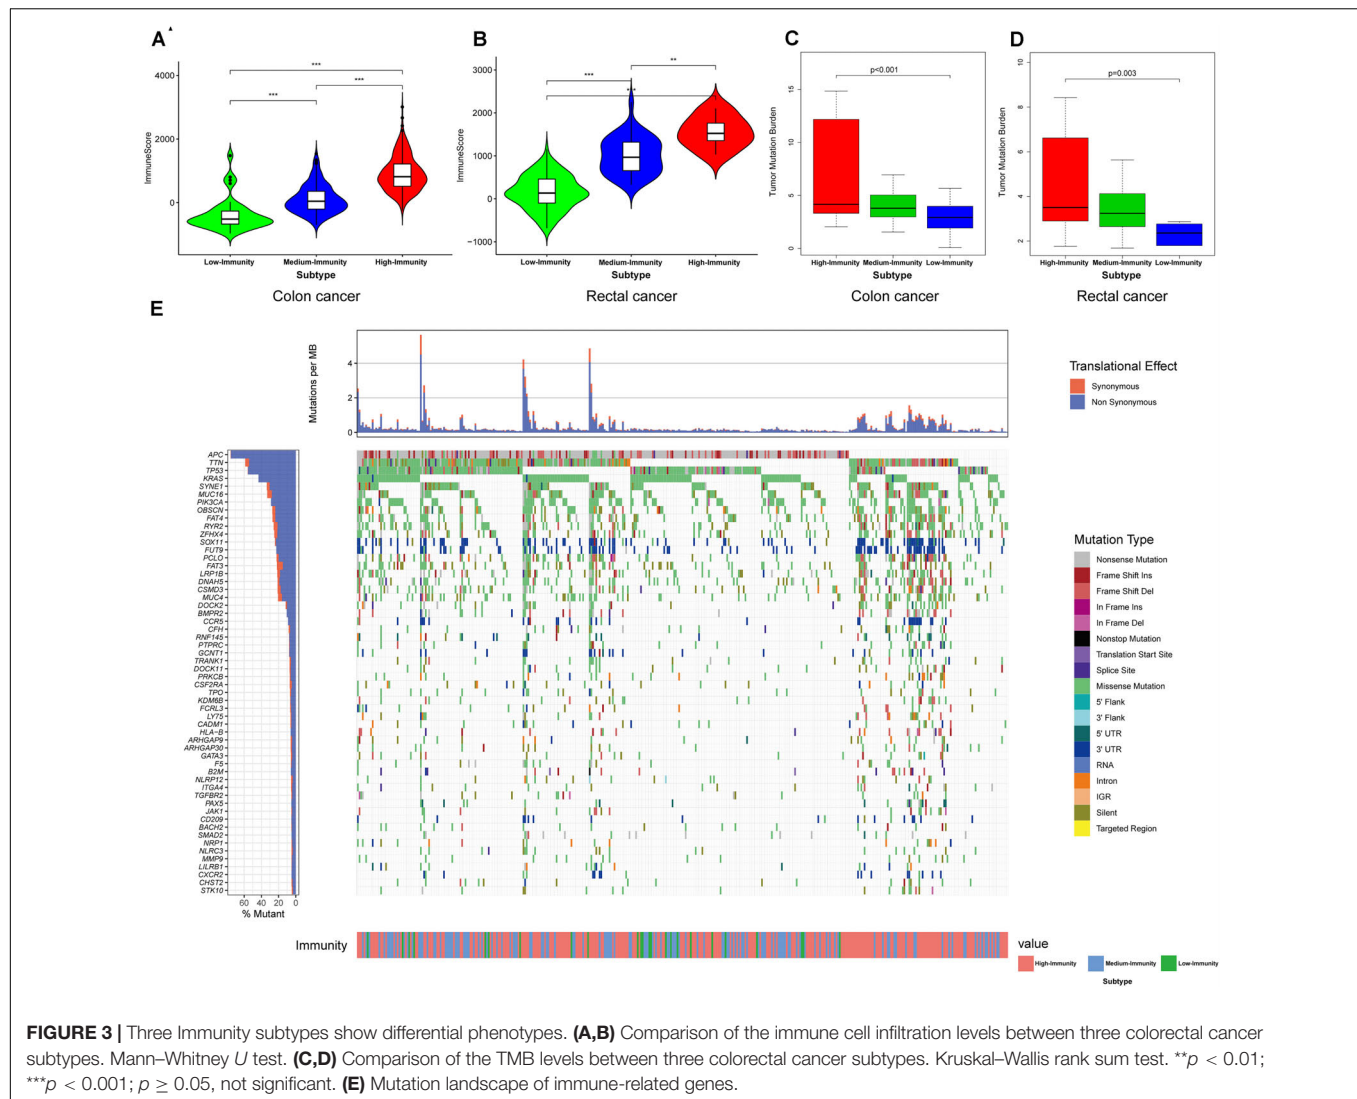 A
B
C
D
ImmuneScore
4000
2000
0
***
***
***
Low-Immunity
Medium-Immunity
High-Immunity
Subtype
Colon cancer
ImmuneScore
3000
2000
1000
0
−1000
***
**
***
Low-Immunity
Medium-Immunity
High-Immunity
Subtype
Rectal cancer
Tumor Mutation Burden
15
10
5
0
p<0.001
High-Immunity
Medium-Immunity
Low-Immunity
Subtype
Colon cancer
Tumor Mutation Burden
10
8
6
4
2
p=0.003
High-Immunity
Medium-Immunity
Low-Immunity
Subtype
Rectal cancer
E
Mutations per MB
4
2
0
Translational Effect
Synonymous
Non Synonymous
APC
TTN
TP53
KRAS
SYNE1
MUC16
PIK3CA
OBSCN
FAT4
RYR2
ZFHX4
SOX11
FUT9
PCLO
FAT3
LRP1B
DNAH5
CSMD3
MUC4
DOCK2
BMPR2
CCR5
CFH
RNF145
PTPRC
GCNT1
TRANK1
DOCK11
PRKCB
CSF2RA
TPO
KDM6B
FCRL3
LY75
CADM1
HLA-B
ARHGAP9
ARHGAP30
GATA3
F5
B2M
NLRP12
ITGA4
TGFBR2
PAX5
JAK1
CD209
BACH2
SMAD2
NRP1
NLRC3
MMP9
LILRB1
CXCR2
CHST2
STK10
60 40 20 0
% Mutant
Mutation Type
Nonsense Mutation
Frame Shift Ins
Frame Shift Del
In Frame Ins
In Frame Del
Nonstop Mutation
Translation Start Site
Splice Site
Missense Mutation
5' Flank
3' Flank
5' UTR
3' UTR
RNA
Intron
IGR
Silent
Targeted Region
Immunity
value
High-Immunity Medium-Immunity Low-Immunity
Subtype
FIGURE 3 | Three Immunity subtypes show differential phenotypes. (A,B) Comparison of the immune cell infiltration levels between three colorectal cancer
subtypes. Mann–Whitney U test. (C,D) Comparison of the TMB levels between three colorectal cancer subtypes. Kruskal–Wallis rank sum test. **p < 0.01;
***p < 0.001; p ≥ 0.05, not significant. (E) Mutation landscape of immune-related genes.